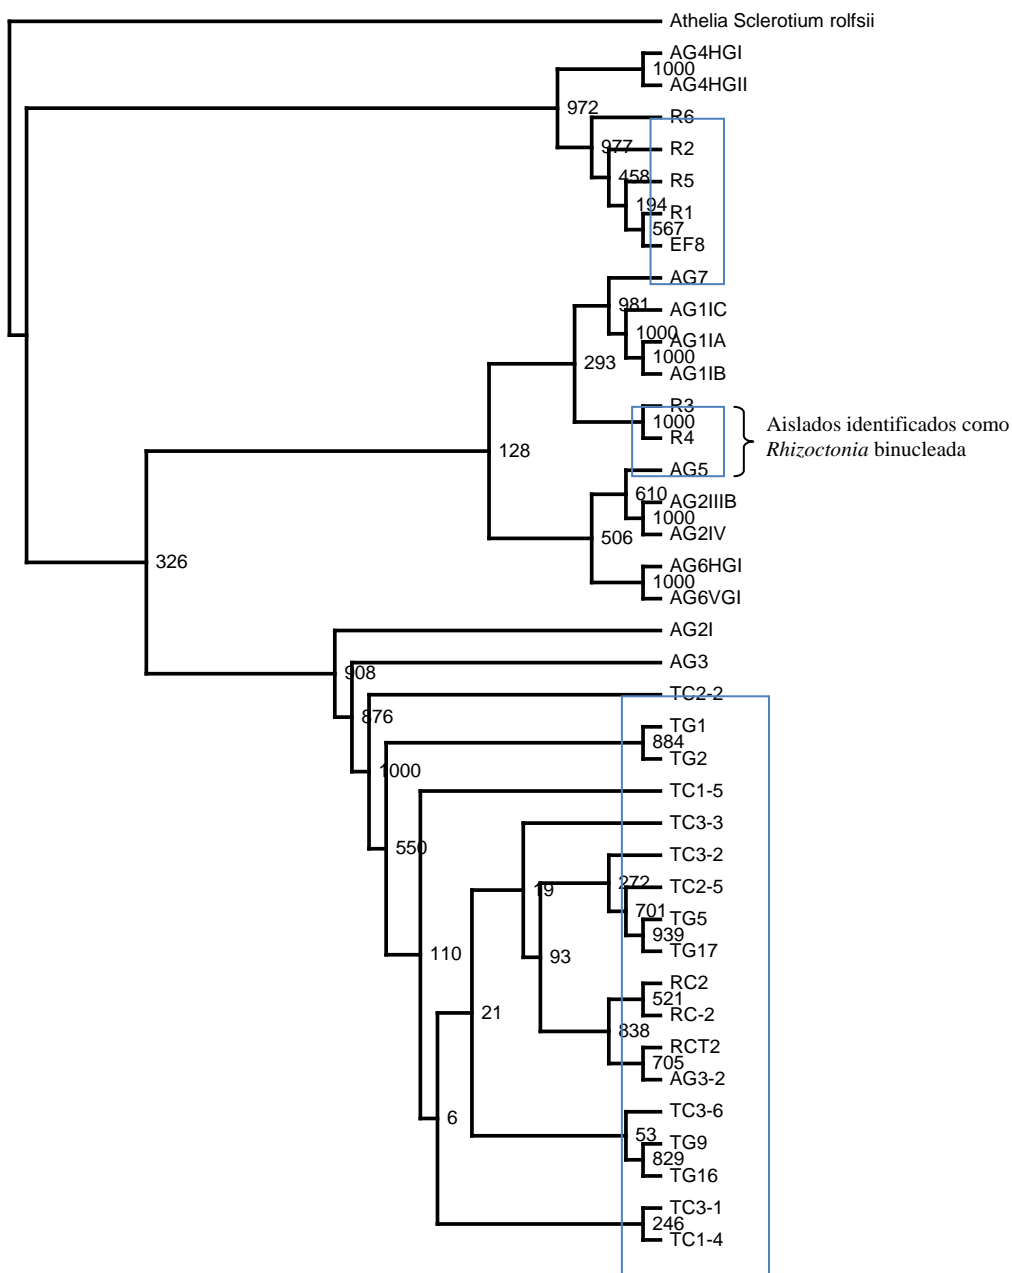 Athelia Sclerotium rolfsii
AG4HGI
1000
AG4HGII
972
R6
977
R2
458
R5
194
R1
567
EF8
AG7
981
AG1IC
1000
AG1IA
1000
AG1IB
293
R3
1000
R4
Aislados identificados como
Rhizoctonia binucleada
128
AG5
610
AG2IIIB
1000
AG2IV
506
AG6HGI
1000
AG6VGI
326
AG2I
908
AG3
876
TC2-2
1000
TG1
884
TG2
550
TC1-5
110
TC3-3
19
TC3-2
272
TC2-5
701
TG5
939
TG17
93
RC2
521
RC-2
838
RCT2
705
AG3-2
21
TC3-6
53
TG9
829
TG16
6
TC3-1
246
TC1-4